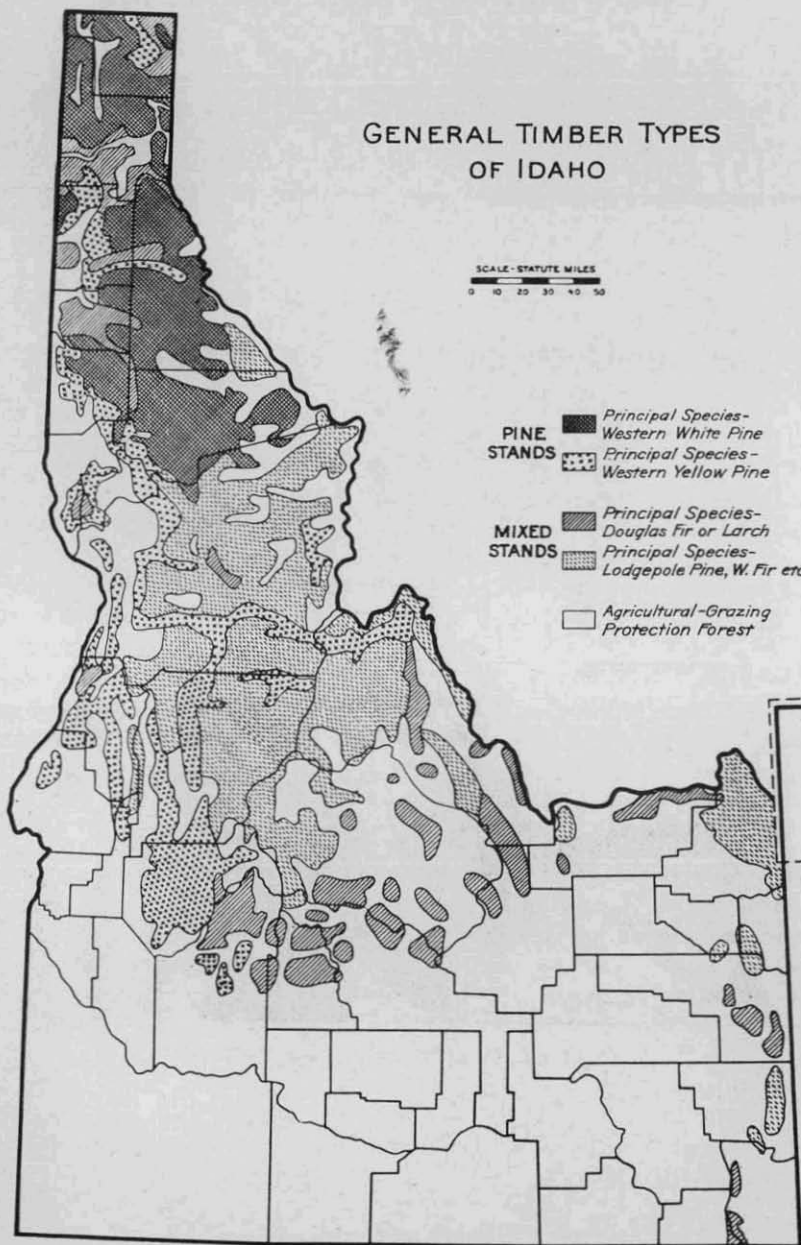 GENERAL TIMBER TYPES
OF IDAHO
SCALE-STATUTE MILES
0 10 20 30 40 50
PINE
STANDS
Principal Species-
Western White Pine
Principal Species-
Western Yellow Pine
MIXED
STANDS
Principal Species-
Douglas Fir or Larch
Principal Species-
Lodgepole Pine, W. Fir etc
Agricultural-Grazing
Protection Forest